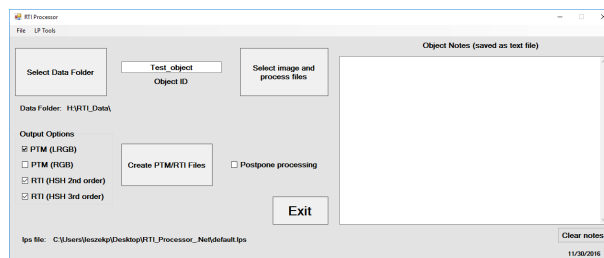 RTI Processor
File LP Tools
Select Data Folder
Test_object
Object ID
Select image and
process files
Object Notes (saved as text file)
Data Folder: H:\RTI_Data\
Output Options
PTM (LRGB)
PTM (RGB)
RTI (HSH 2nd order)
RTI (HSH 3rd order)
Create PTM/RTI Files
Postpone processing
Exit
lps file: C:\Users\leszekp\Desktop\RTI_Processor_.Net\default.lps
Clear notes
11/30/2016